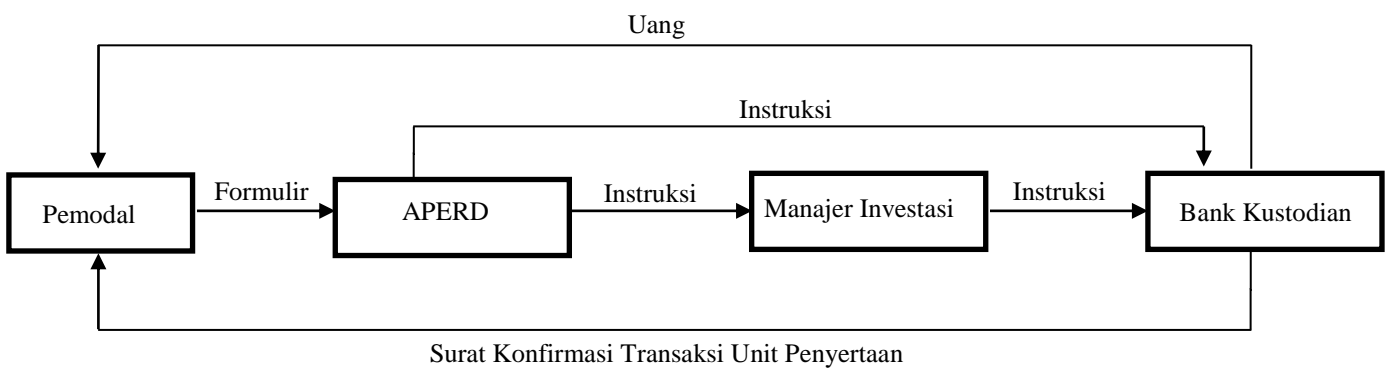 Uang
Instruksi
Pemodal
Formulir
APERD
Instruksi
Manajer Investasi
Instruksi
Bank Kustodian
Surat Konfirmasi Transaksi Unit Penyertaan